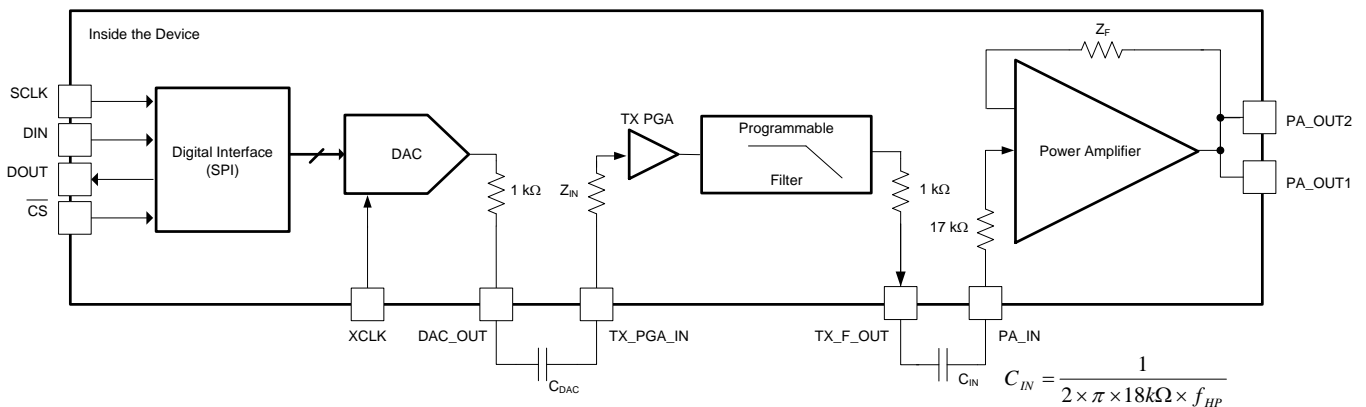 Inside the Device
SCLK
DIN
DOUT
CS
Digital Interface
(SPI)
DAC
1 kΩ
Z_IN
TX PGA
Programmable
Filter
1 kΩ
17 kΩ
Z_F
Power Amplifier
PA_OUT2
PA_OUT1
XCLK
DAC_OUT
TX_PGA_IN
TX_F_OUT
PA_IN
C_DAC
C_IN
C_IN = 1 / (2 × π × 18kΩ × f_HP)